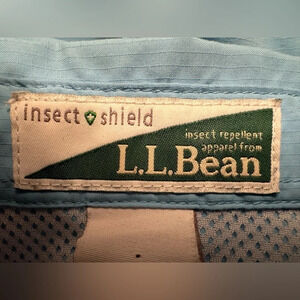 insect shield
insect repellent
apparel from
L.L.Bean